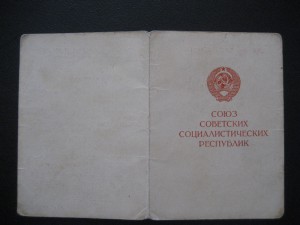 СОЮЗ
СОВЕТСКИХ
СОЦИАЛИСТИЧЕСКИХ
РЕСПУБЛИК